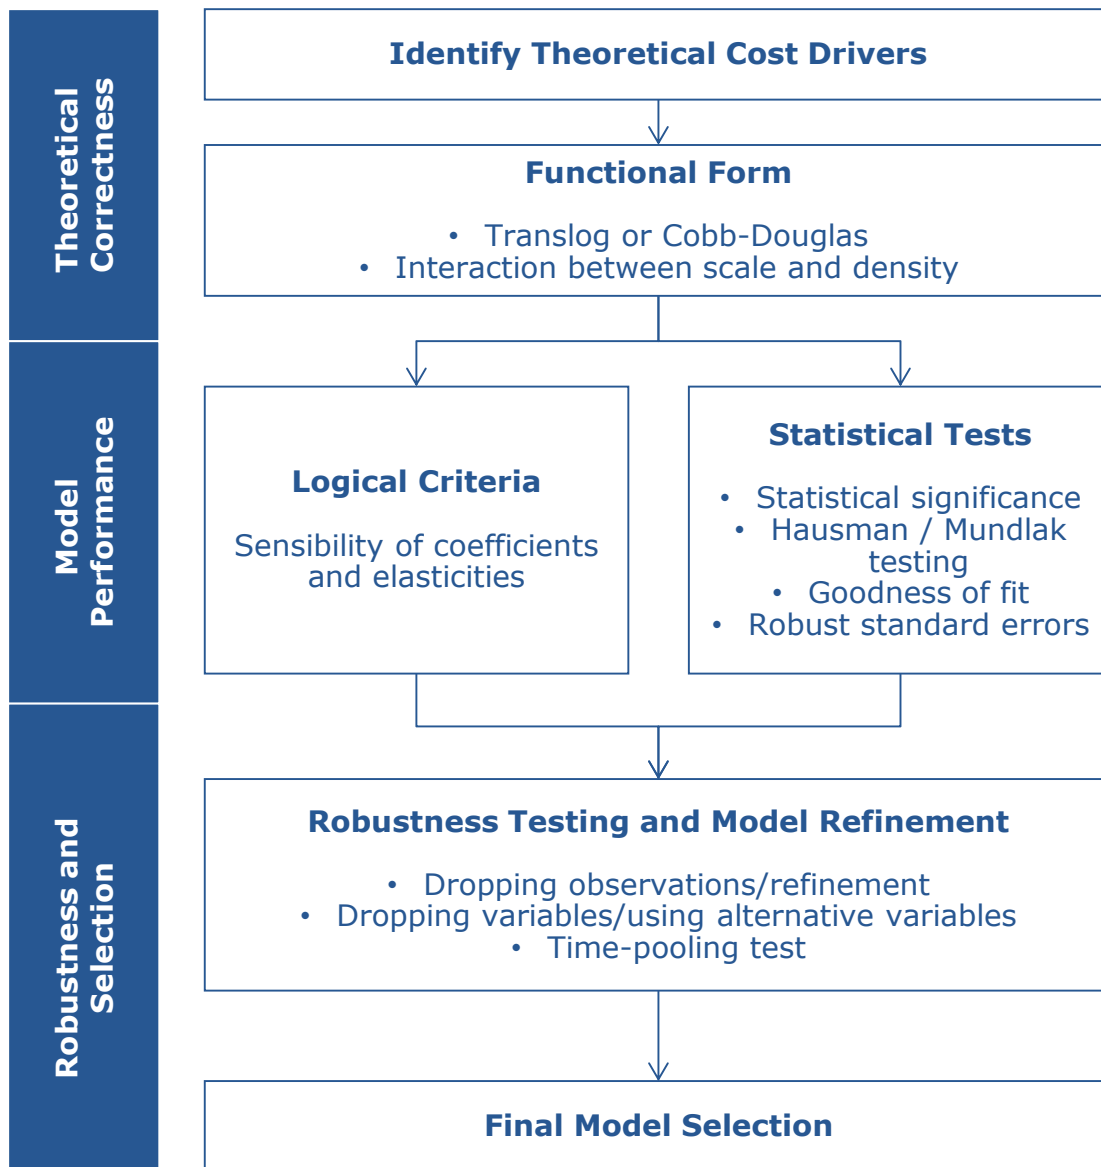 Theoretical
Correctness
Identify Theoretical Cost Drivers
Functional Form
• Translog or Cobb-Douglas
• Interaction between scale and density
Model
Performance
Logical Criteria
Sensibility of coefficients
and elasticities
Statistical Tests
• Statistical significance
• Hausman / Mundlak
testing
• Goodness of fit
• Robust standard errors
Robustness and
Selection
Robustness Testing and Model Refinement
• Dropping observations/refinement
• Dropping variables/using alternative variables
• Time-pooling test
Final Model Selection